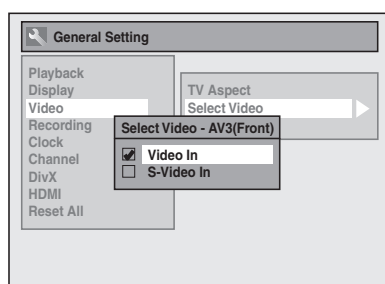 General Setting
Playback
Display
Video
Recording
Clock
Channel
DivX
HDMI
Reset All
TV Aspect
Select Video
Select Video - AV3(Front)
Video In
S-Video In